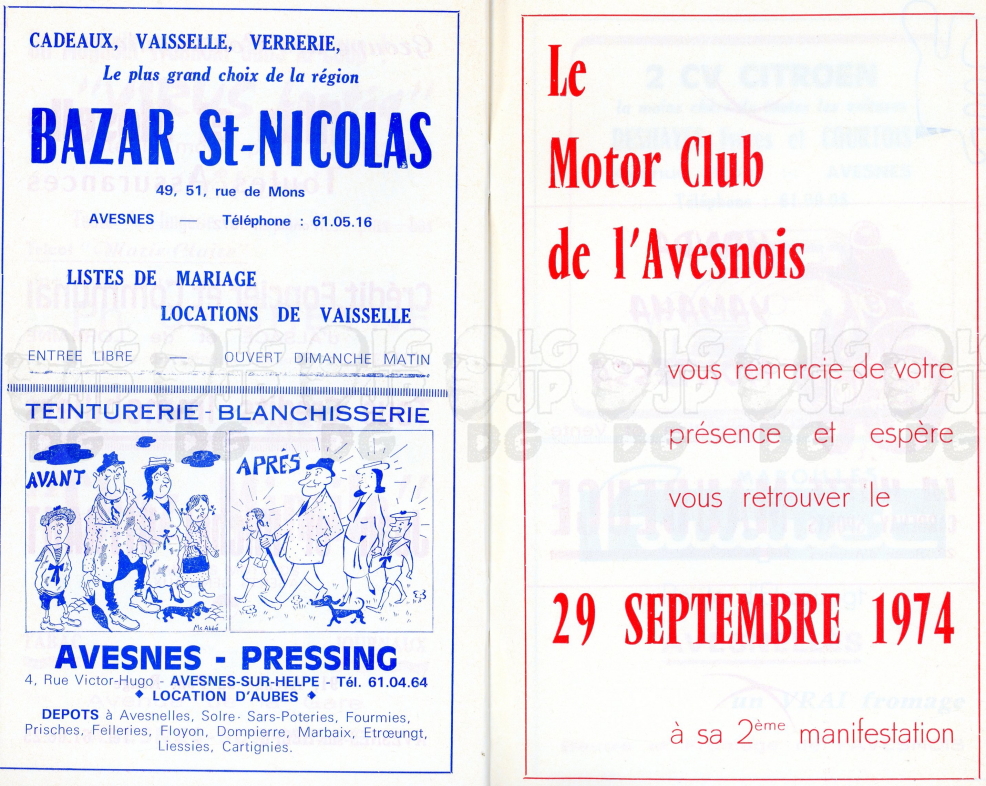 CADEAUX, VAISSELLE, VERRERIE,
Le plus grand choix de la région
BAZAR St-NICOLAS
49, 51, rue de Mons
AVESNES — Téléphone : 61.05.16
LISTES DE MARIAGE
LOCATIONS DE VAISSELLE
ENTREE LIBRE — OUVERT DIMANCHE MATIN
TEINTURERIE - BLANCHISSERIE
AVANT
APRÉS
AVESNES - PRESSING
4, Rue Victor-Hugo - AVESNES-SUR-HELPE - Tél. 61.04.64
LOCATION D'AUBES
DEPOTS à Avesnelles, Solre- Sars-Poteries, Fourmies,
Prisches, Felleries, Floyon, Dompierre, Marbaix, Etrœungt,
Liessies, Cartignies.
Le
Motor Club
de l'Avesnois
vous remercie de votre
présence et espère
vous retrouver le
29 SEPTEMBRE 1974
à sa 2ème manifestation
LG
JP
DG